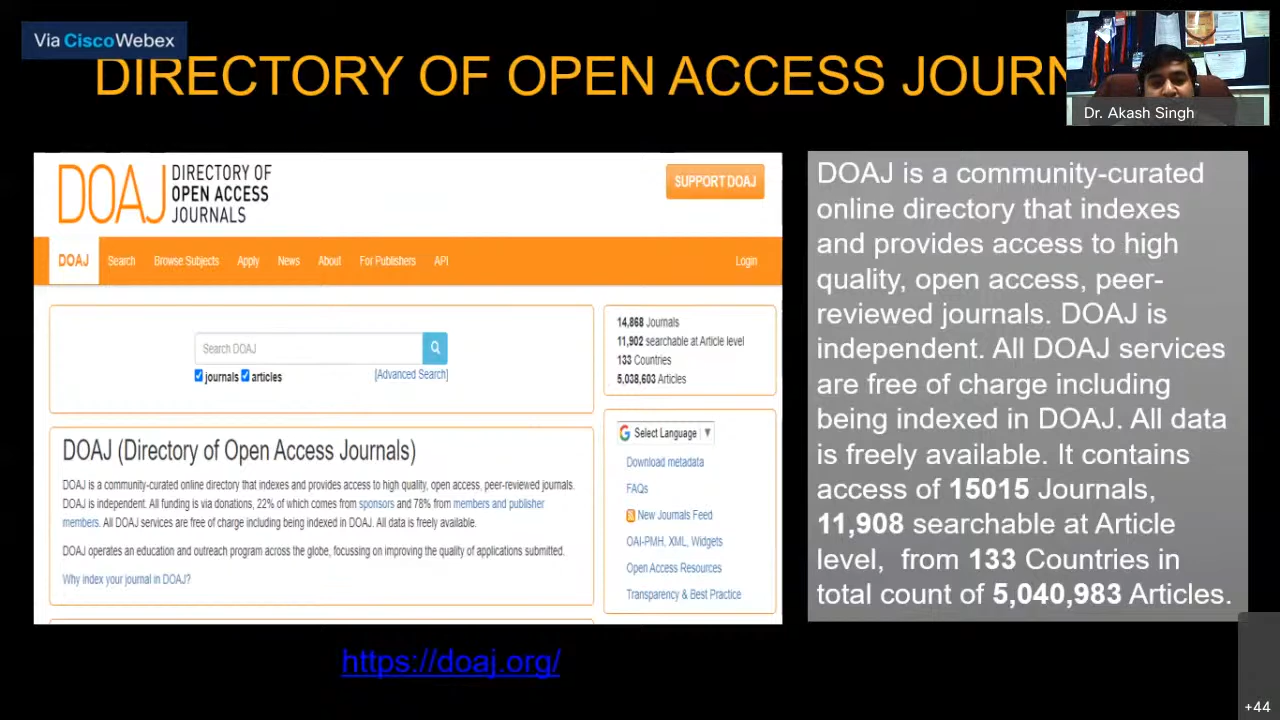 Via Cisco Webex
DIRECTORY OF OPEN ACCESS JOURN
Dr. Akash Singh
DOAJ
DIRECTORY OF
OPEN ACCESS
JOURNALS
SUPPORT DOAJ
DOAJ Search Browse Subjects Apply News About For Publishers API Login
Search DOAJ
journals articles [Advanced Search]
14,868 Journals
11,902 searchable at Article level
133 Countries
5,038,603 Articles
DOAJ (Directory of Open Access Journals)
DOAJ is a community-curated online directory that indexes and provides access to high quality, open access, peer-reviewed journals.
DOAJ is independent. All funding is via donations, 22% of which comes from sponsors and 78% from members and publisher
members. All DOAJ services are free of charge including being indexed in DOAJ. All data is freely available.
DOAJ operates an education and outreach program across the globe, focussing on improving the quality of applications submitted.
Why index your journal in DOAJ?
Select Language
Download metadata
FAQs
New Journals Feed
OAI-PMH, XML, Widgets
Open Access Resources
Transparency & Best Practice
DOAJ is a community-curated
online directory that indexes
and provides access to high
quality, open access, peer-
reviewed journals. DOAJ is
independent. All DOAJ services
are free of charge including
being indexed in DOAJ. All data
is freely available. It contains
access of 15015 Journals,
11,908 searchable at Article
level, from 133 Countries in
total count of 5,040,983 Articles.
https://doaj.org/
+44